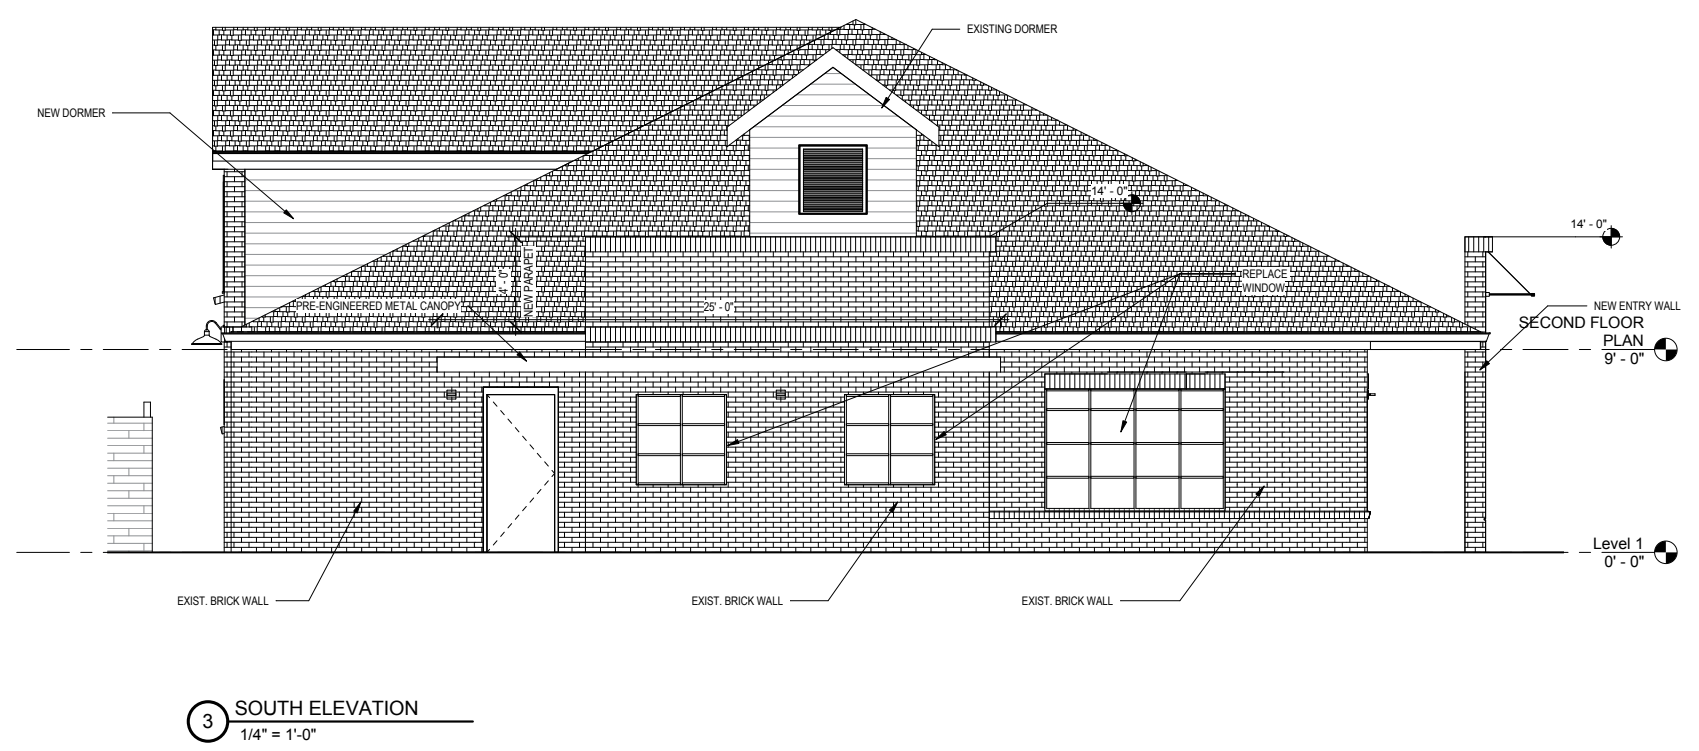 EXISTING DORMER
NEW DORMER
14' - 0"
14' - 0"
4' - 0"
NEW PARAPET
REPLACE
WINDOW
PRE-ENGINEERED METAL CANOPY
25' - 0"
NEW ENTRY WALL
SECOND FLOOR
PLAN
9' - 0"
Level 1
0' - 0"
EXIST. BRICK WALL
EXIST. BRICK WALL
EXIST. BRICK WALL
3
SOUTH ELEVATION
1/4" = 1'-0"